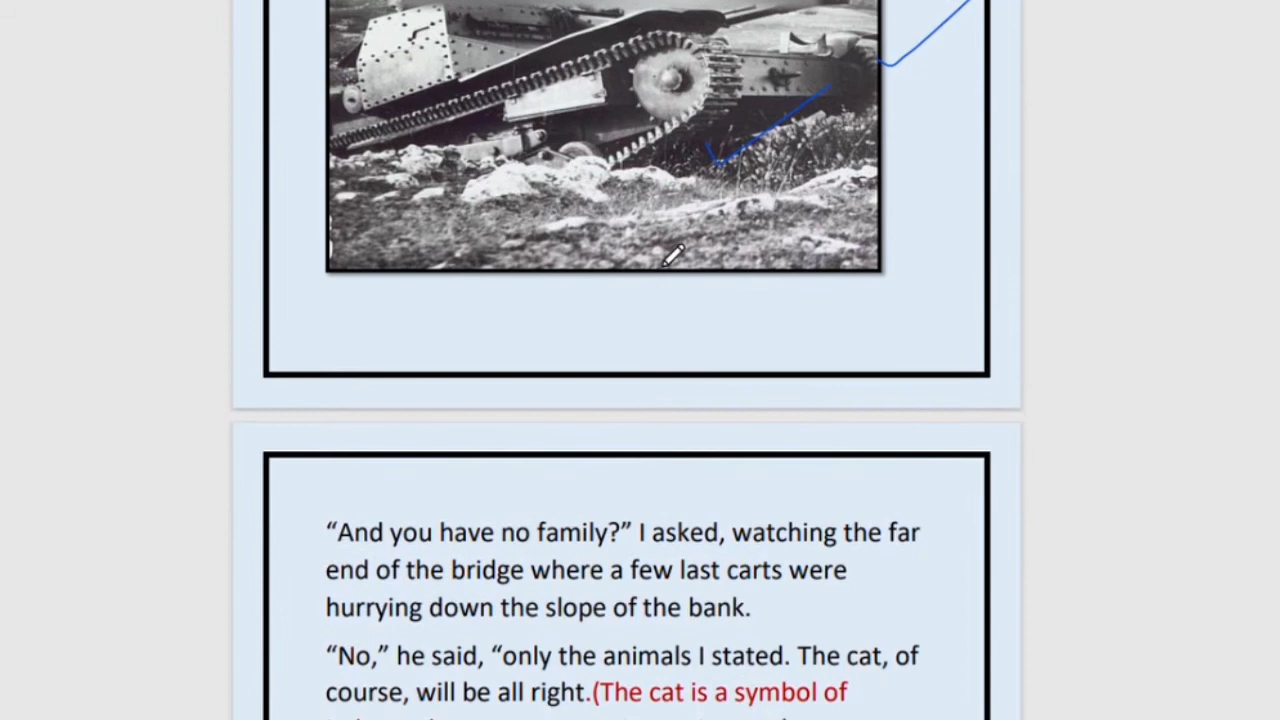 “And you have no family?” I asked, watching the far
end of the bridge where a few last carts were
hurrying down the slope of the bank.
“No,” he said, “only the animals I stated. The cat, of
course, will be all right.(The cat is a symbol of